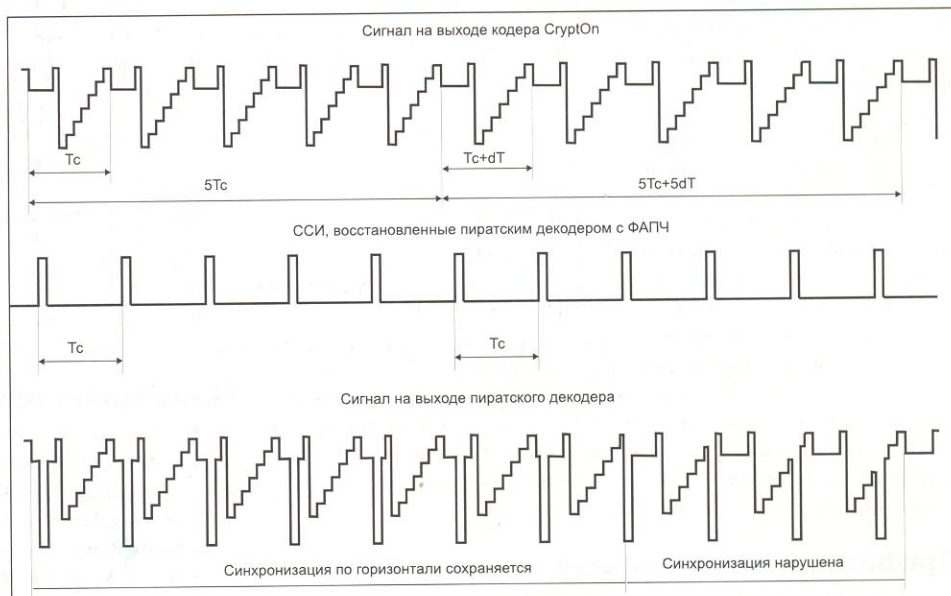 Сигнал на выходе кодера CryptOn
Tc
Tc+dT
5Tc
5Tc+5dT
ССИ, восстановленные пиратским декодером с ФАПЧ
Tc
Tc
Сигнал на выходе пиратского декодера
Синхронизация по горизонтали сохраняется
Синхронизация нарушена